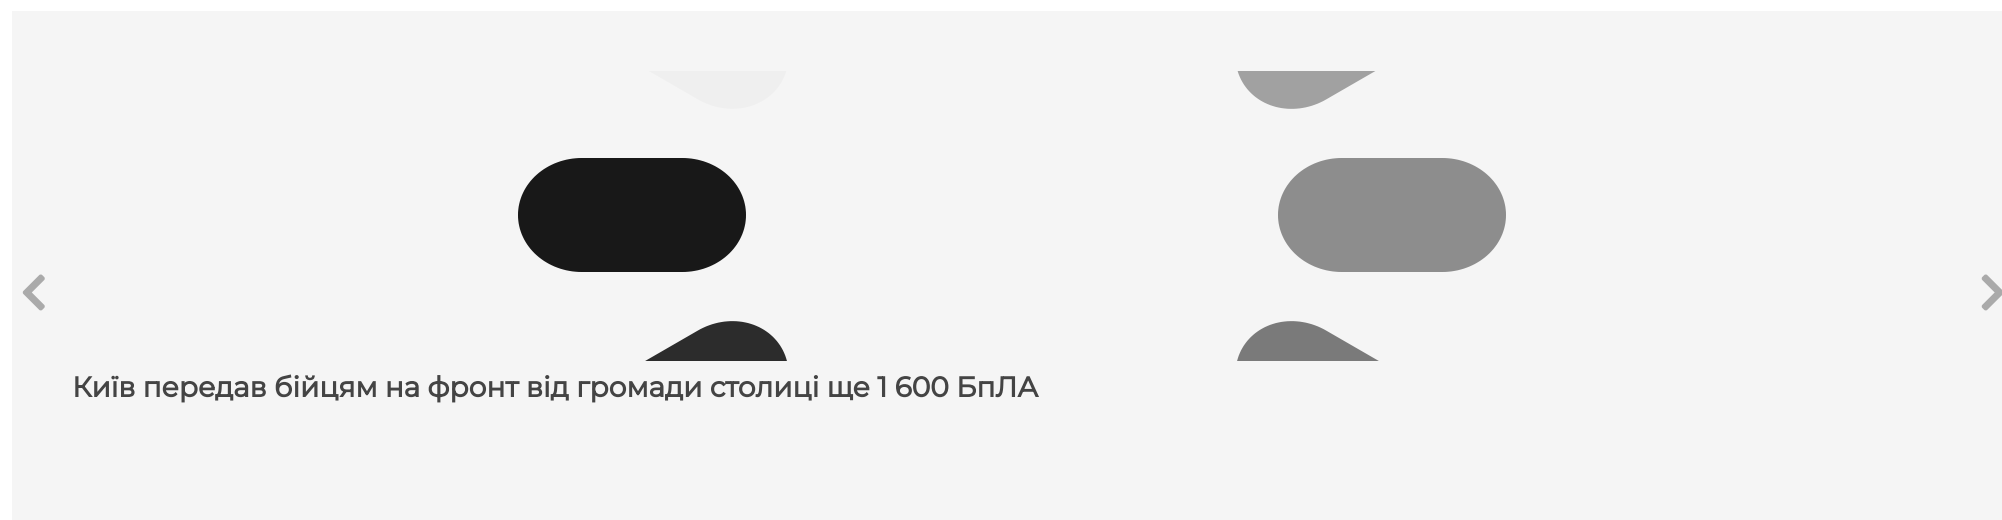 Київ передав бійцям на фронт від громади столиці ще 1 600 БпЛА